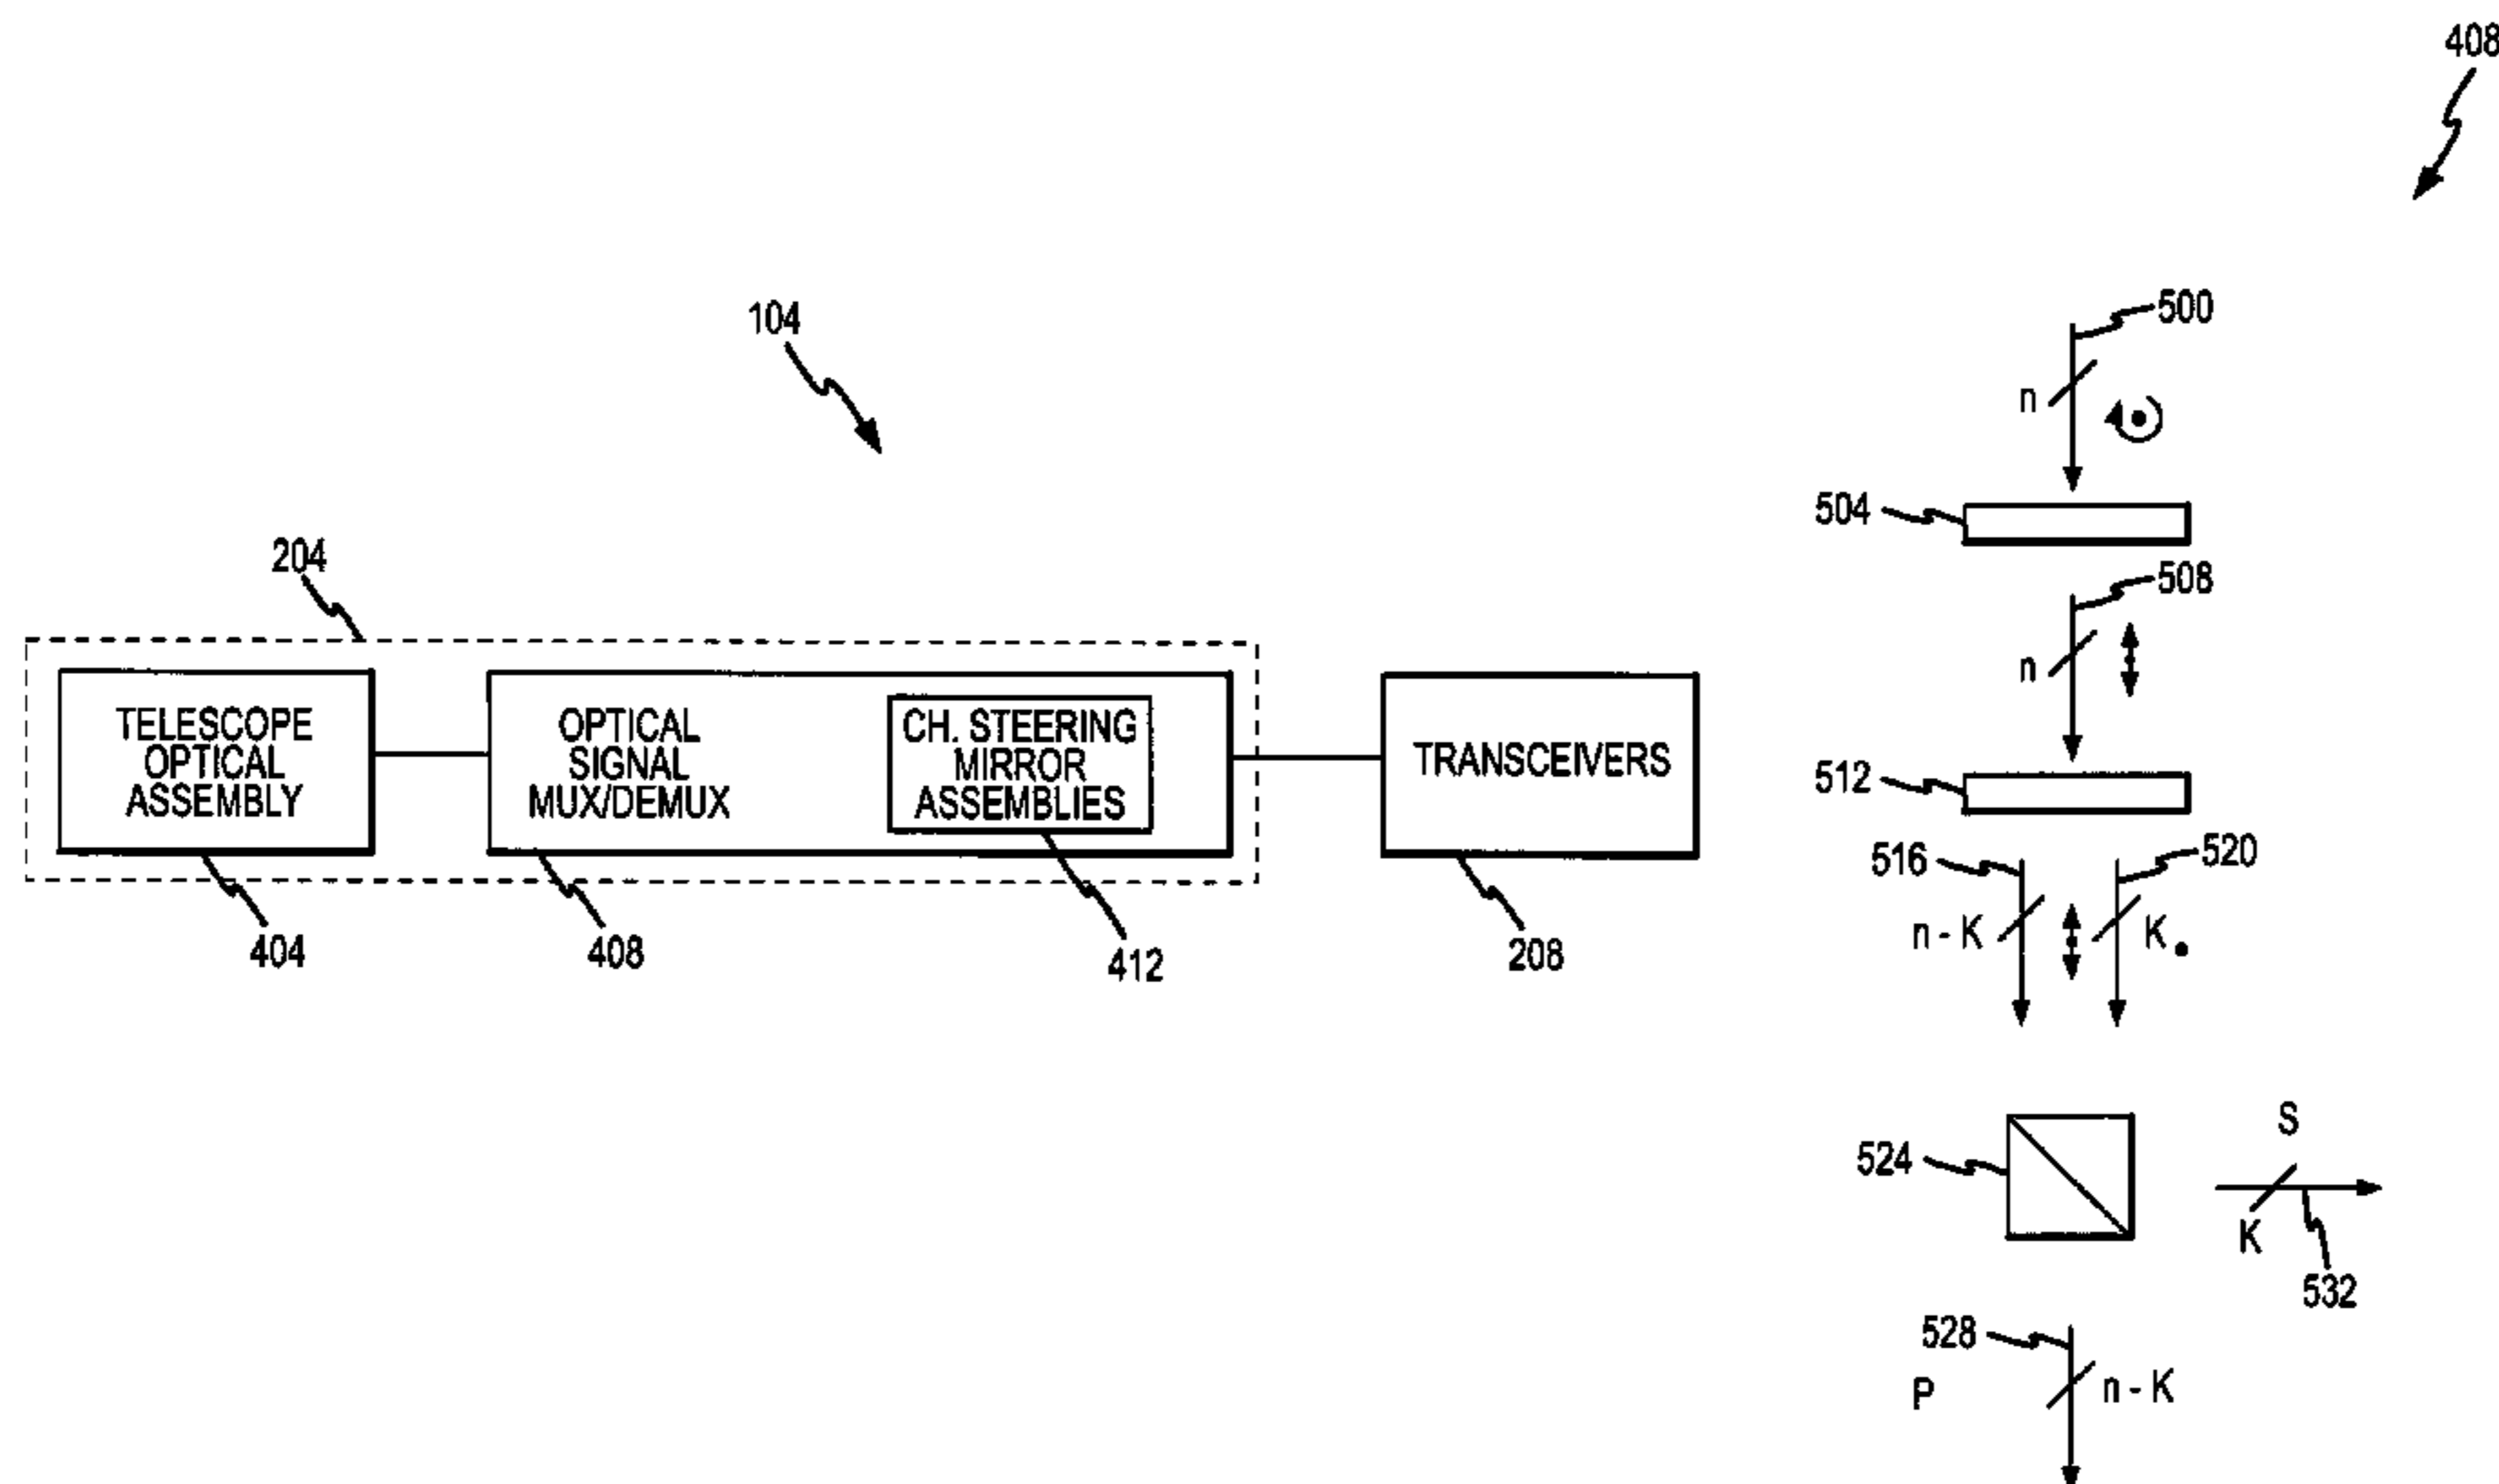 408
104
500
n
504
204
508
n
TELESCOPE
OPTICAL
ASSEMBLY
OPTICAL
SIGNAL
MUX/DEMUX
CH. STEERING
MIRROR
ASSEMBLIES
TRANSCEIVERS
512
516
520
n - K
K
404
408
412
208
524
S
K
532
528
P
n - K